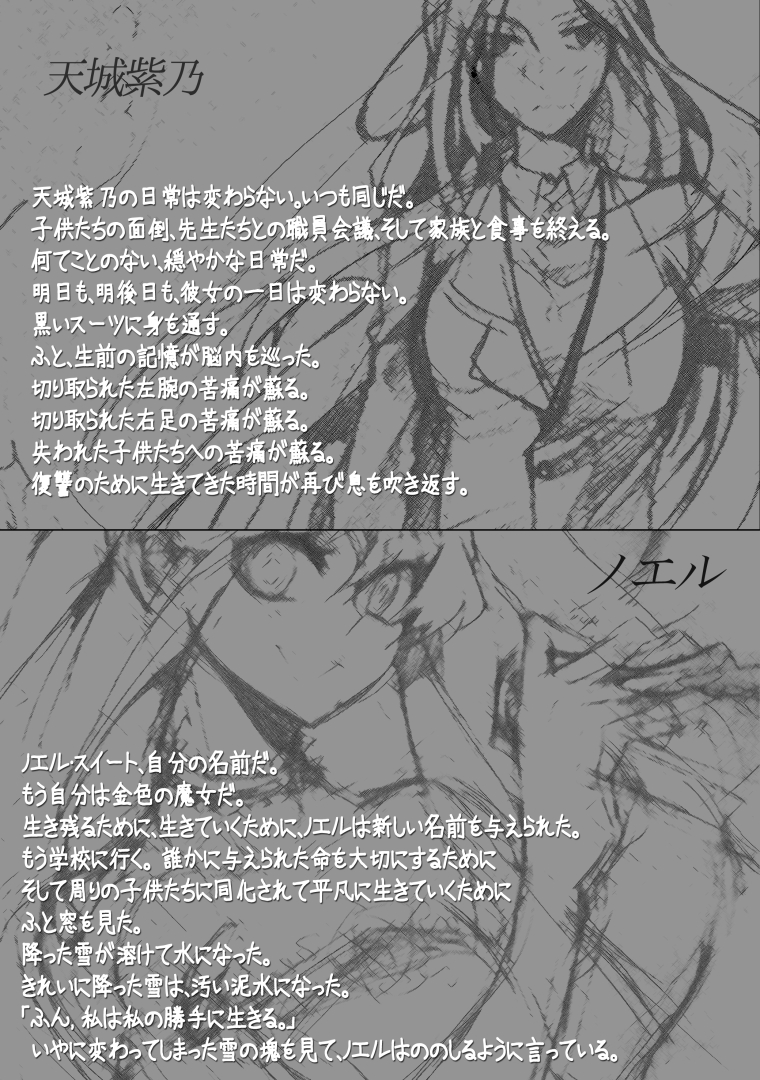 天城紫乃
天城紫乃の日常は変わらない。いつも同じだ。
子供たちの面倒、先生たちとの職員会議、そして家族と食事を終える。
何てことのない、穏やかな日常だ。
明日も、明後日も、彼女の一日は変わらない。
黒いスーツに身を通す。
ふと、生前の記憶が脳内を巡った。
切り取られた左腕の苦痛が蘇る。
切り取られた右足の苦痛が蘇る。
失われた子供たちへの苦痛が蘇る。
復讐のために生きてきた時間が再び息を吹き返す。
ノエル
ノエル・スイート、自分の名前だ。
もう自分は金色の魔女だ。
生き残るために、生きていくために、ノエルは新しい名前を与えられた。
もう学校に行く。誰かに与えられた命を大切にするために
そして周りの子供たちに同化されて平凡に生きていくために
ふと窓を見た。
降った雪が溶けて水になった。
きれいに降った雪は、汚い泥水になった。
「ふん, 私は私の勝手に生きる。」
いやに変わってしまった雪の塊を見て、ノエルはののしるように言っている。